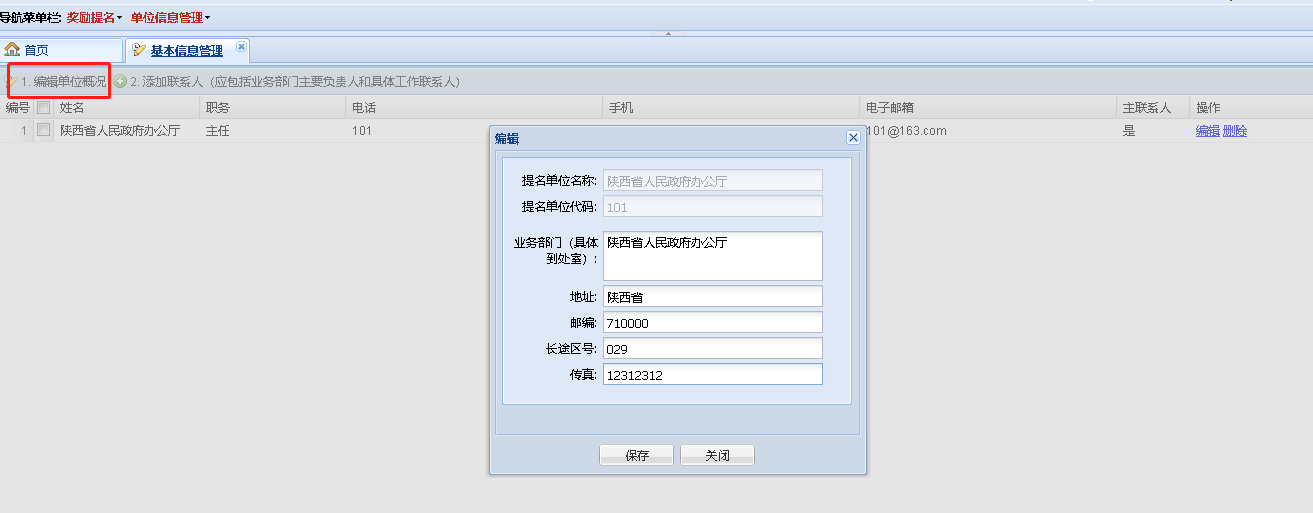 导航菜单栏: 奖励提名 单位信息管理
首页 基本信息管理
1. 编辑单位概况 2. 添加联系人（应包括业务部门主要负责人和具体工作联系人）
编号 姓名 职务 电话 手机 电子邮箱 主联系人 操作
1 陕西省人民政府办公厅 主任 101 101@163.com 是 编辑 删除
编辑
提名单位名称: 陕西省人民政府办公厅
提名单位代码: 101
业务部门（具体 陕西省人民政府办公厅
到处室）:
地址: 陕西省
邮编: 710000
长途区号: 029
传真: 12312312
保存 关闭